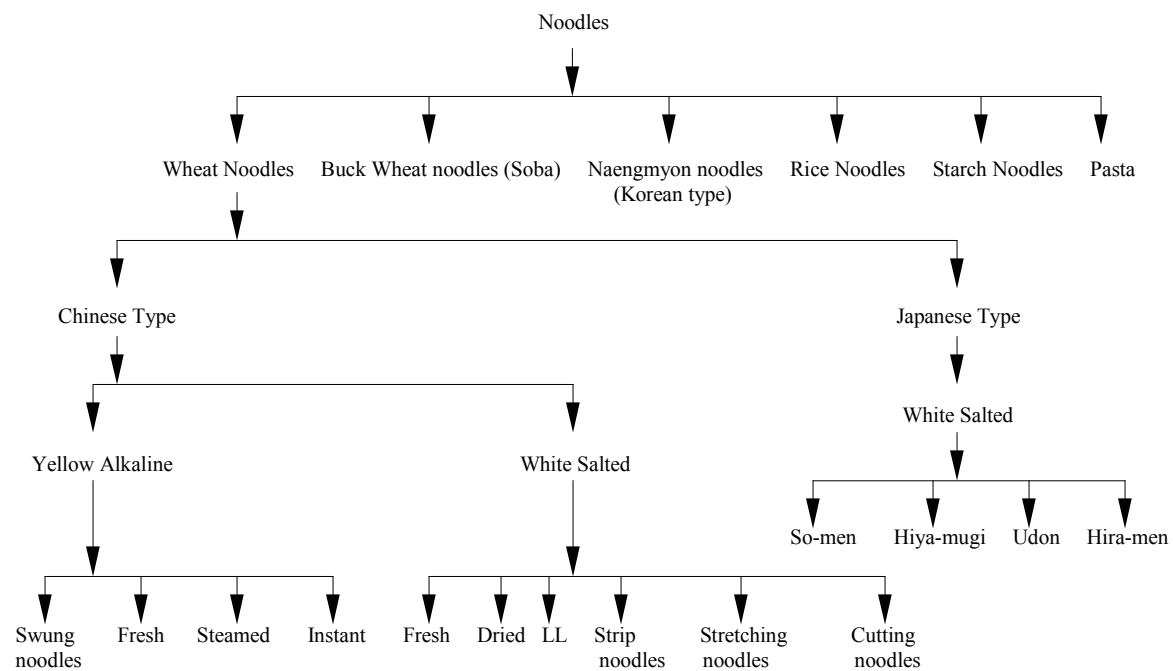 Noodles
Wheat Noodles
Buck Wheat noodles (Soba)
Naengmyon noodles
(Korean type)
Rice Noodles
Starch Noodles
Pasta
Chinese Type
Japanese Type
White Salted
Yellow Alkaline
White Salted
So-men
Hiya-mugi
Udon
Hira-men
Swung
noodles
Fresh
Steamed
Instant
Fresh
Dried
LL
Strip
noodles
Stretching
noodles
Cutting
noodles